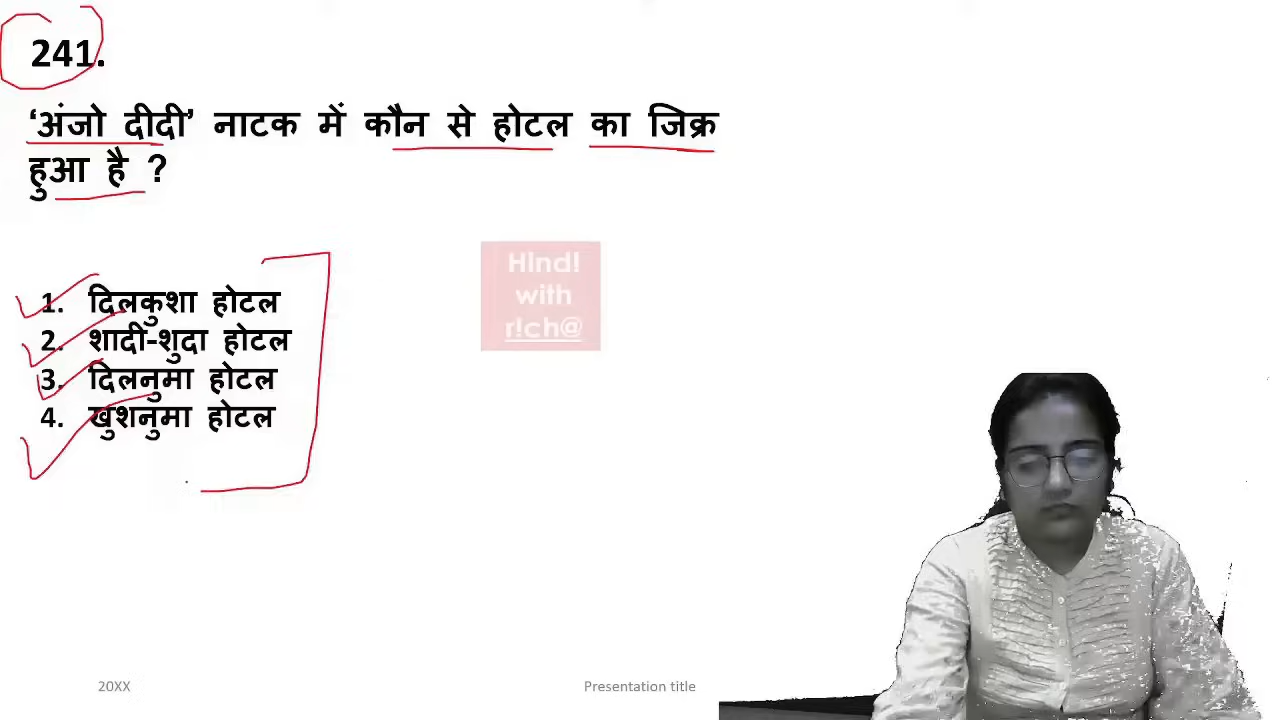 241.
‘अंजो दीदी’ नाटक में कौन से होटल का जिक्र
हुआ है ?
1. दिलकुशा होटल
2. शादी-शुदा होटल
3. दिलनुमा होटल
4. खुशनुमा होटल
H!nd!
with
r!ch@
20XX
Presentation title